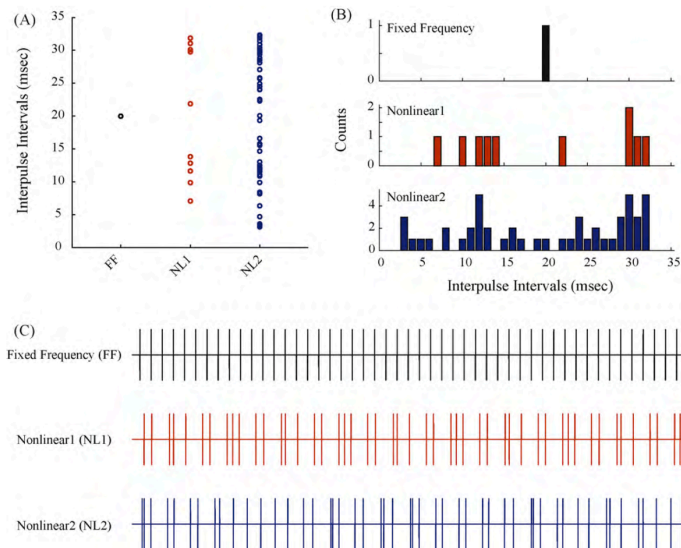 (A)
Interpulse Intervals (msec)
35
30
25
20
15
10
5
0
FF
NL1
NL2
(B)
Fixed Frequency
1
0
Nonlinear1
2
1
0
Counts
Nonlinear2
4
2
0
0
5
10
15
20
25
30
35
Interpulse Intervals (msec)
(C)
Fixed Frequency (FF)
Nonlinear1 (NL1)
Nonlinear2 (NL2)